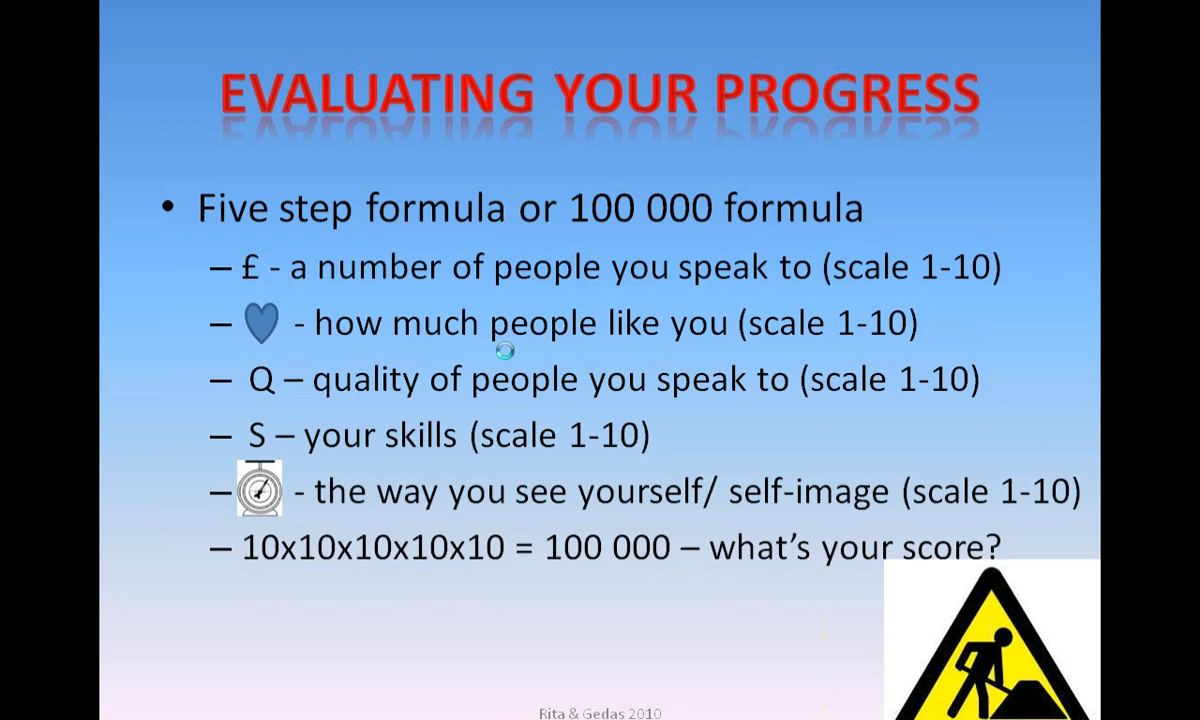 EVALUATING YOUR PROGRESS
• Five step formula or 100 000 formula
– £ - a number of people you speak to (scale 1-10)
– - how much people like you (scale 1-10)
– Q – quality of people you speak to (scale 1-10)
– S – your skills (scale 1-10)
– - the way you see yourself/ self-image (scale 1-10)
– 10x10x10x10x10 = 100 000 – what's your score?
Rita & Gedas 2010